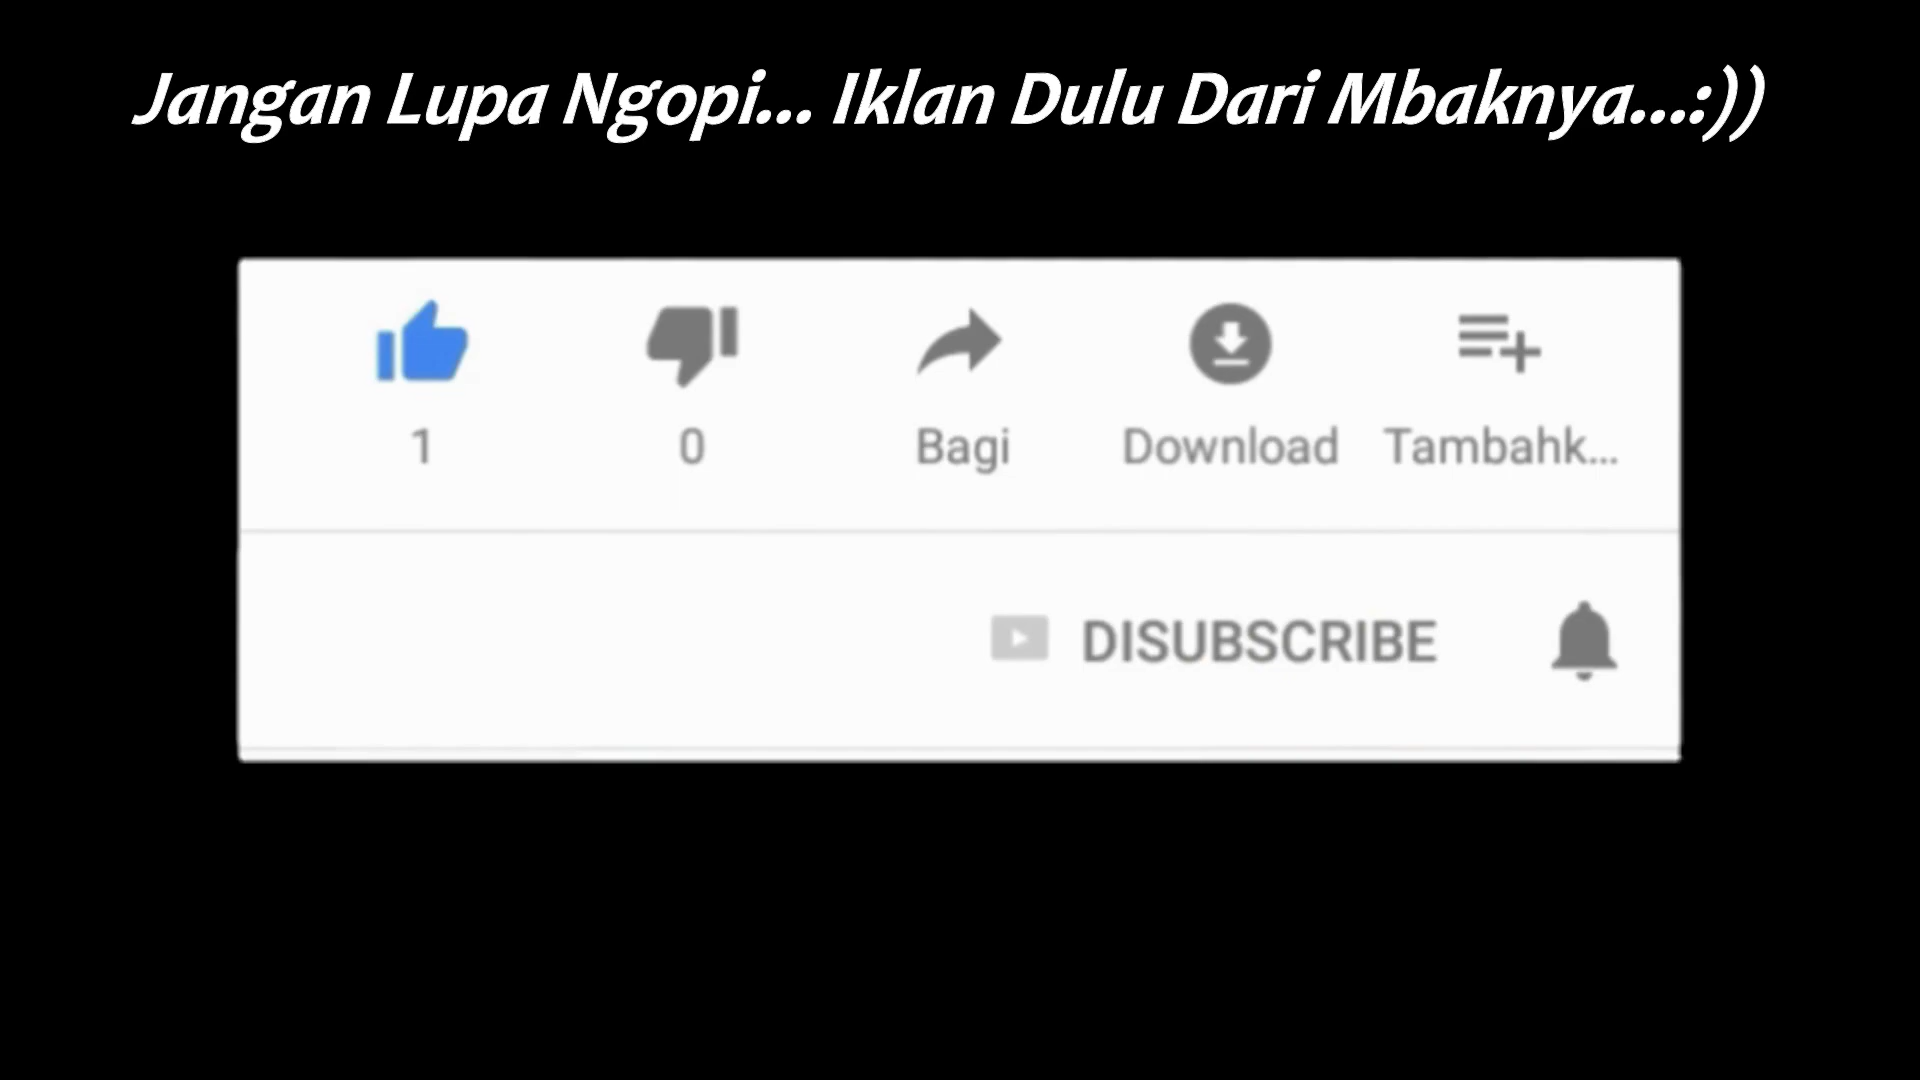 Jangan Lupa Ngopi... Iklan Dulu Dari Mbaknya...:))
1 0 Bagi Download Tambahk...
DISUBSCRIBE